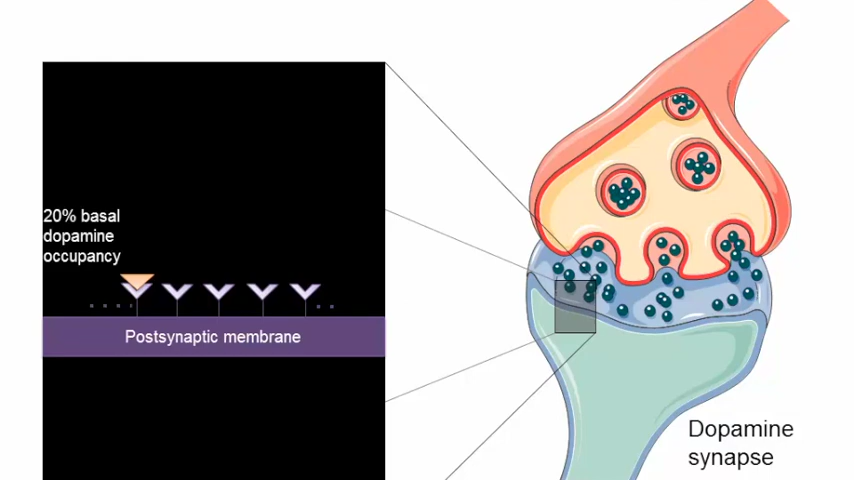 20% basal
dopamine
occupancy
Postsynaptic membrane
Dopamine
synapse